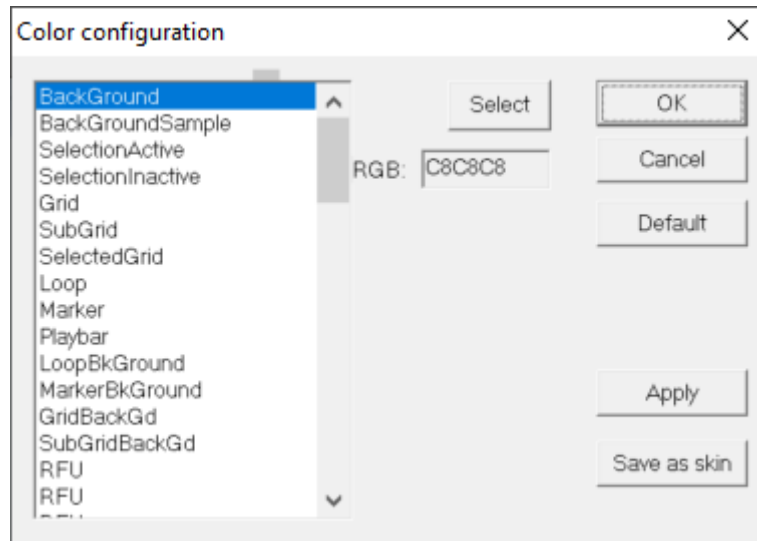 Color configuration
BackGround
BackGroundSample
SelectionActive
SelectionInactive
Grid
SubGrid
SelectedGrid
Loop
Marker
Playbar
LoopBkGround
MarkerBkGround
GridBackGd
SubGridBackGd
RFU
RFU
Select
RGB: C8C8C8
OK
Cancel
Default
Apply
Save as skin